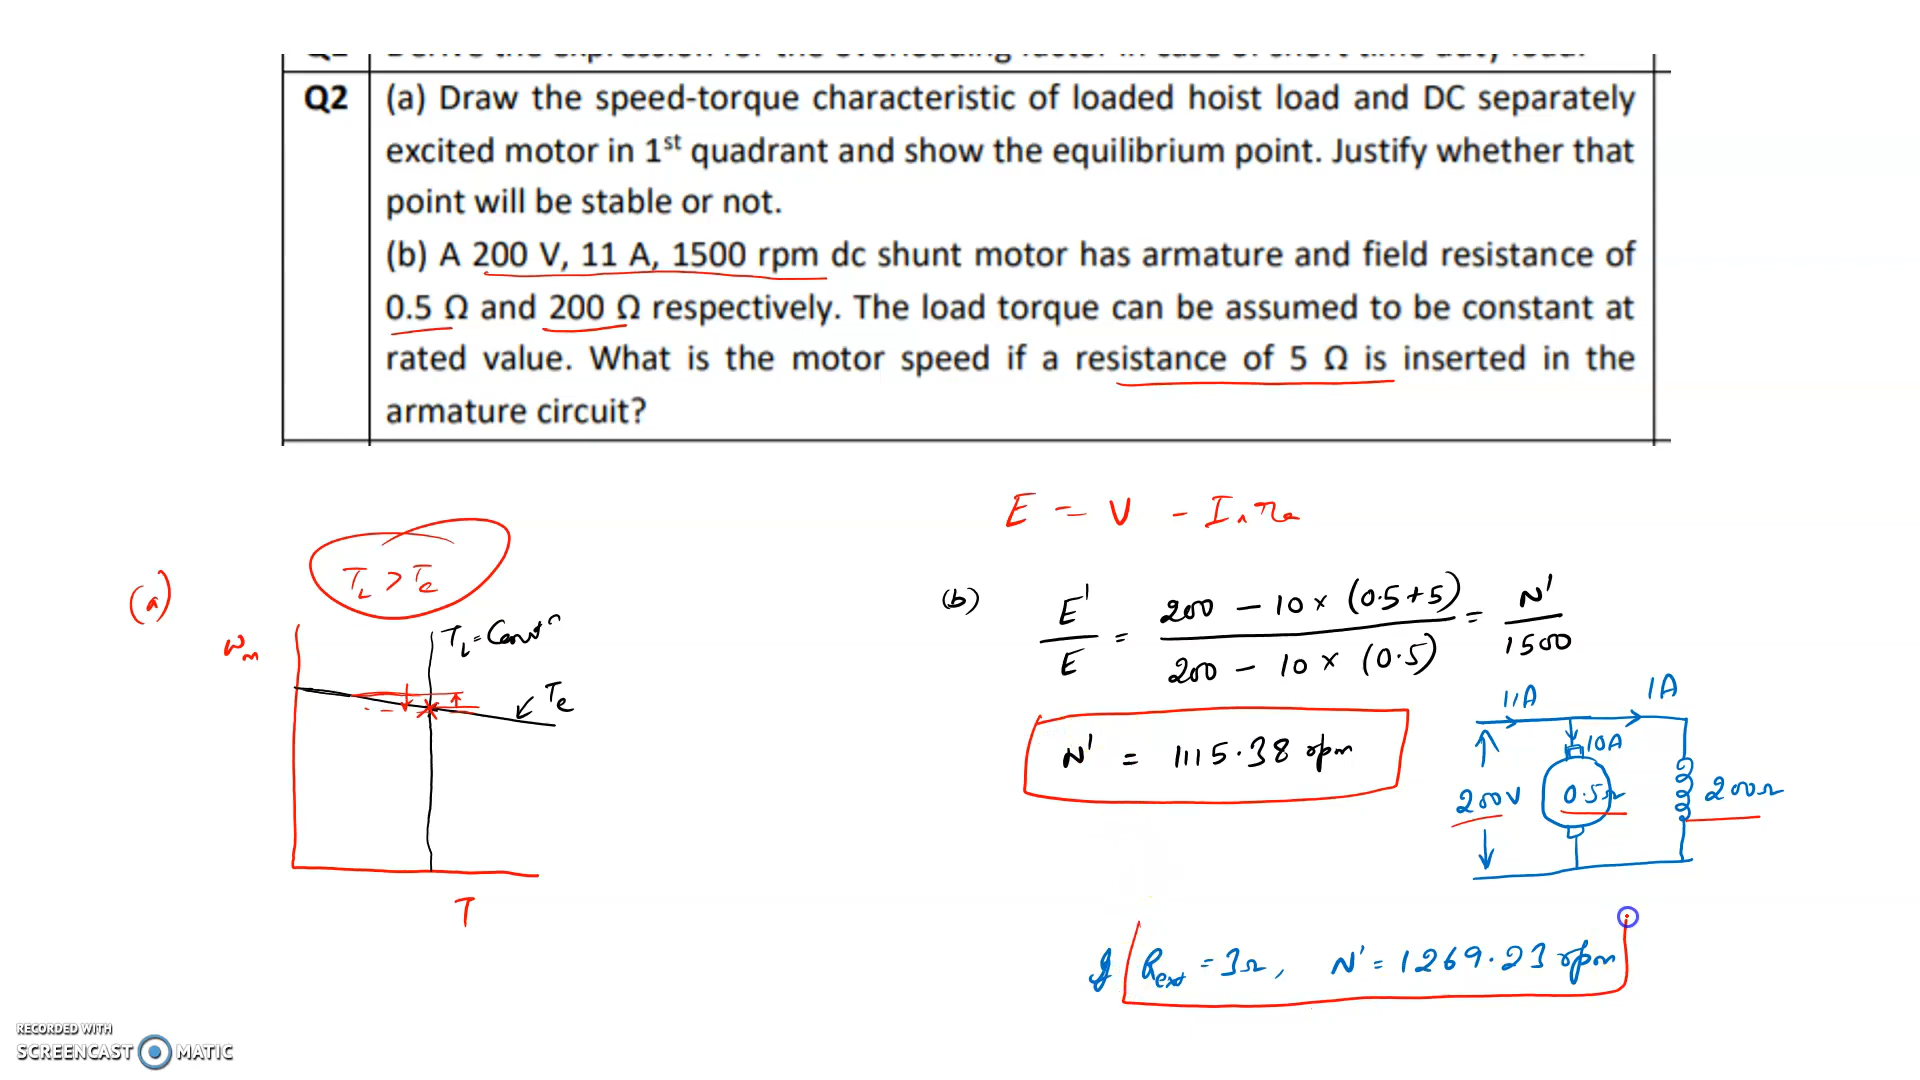 Q2 (a) Draw the speed-torque characteristic of loaded hoist load and DC separately
excited motor in 1st quadrant and show the equilibrium point. Justify whether that
point will be stable or not.
(b) A 200 V, 11 A, 1500 rpm dc shunt motor has armature and field resistance of
0.5 Ω and 200 Ω respectively. The load torque can be assumed to be constant at
rated value. What is the motor speed if a resistance of 5 Ω is inserted in the
armature circuit?
E = V - Ia ra
(a)
TL > Te
ωm
TL = Const
Te
T
(b) E'/E = 200 - 10 × (0.5+5) / 200 - 10 × (0.5) = N'/1500
N' = 1115.38 rpm
11A
1A
10A
200V
0.5Ω
200Ω
If Rext = 3Ω, N' = 1269.23 rpm
RECORDED WITH
SCREENCAST MATIC